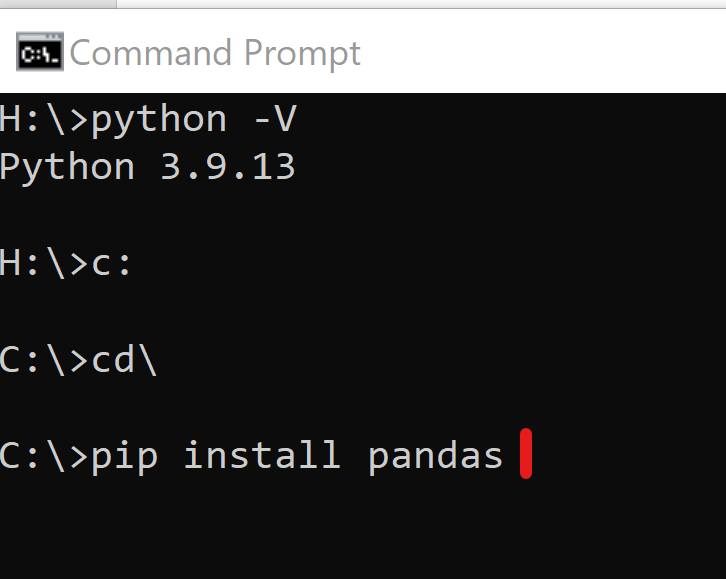 C:\.
Command Prompt
H:\>python -V
Python 3.9.13
H:\>c:
C:\>cd\
C:\>pip install pandas